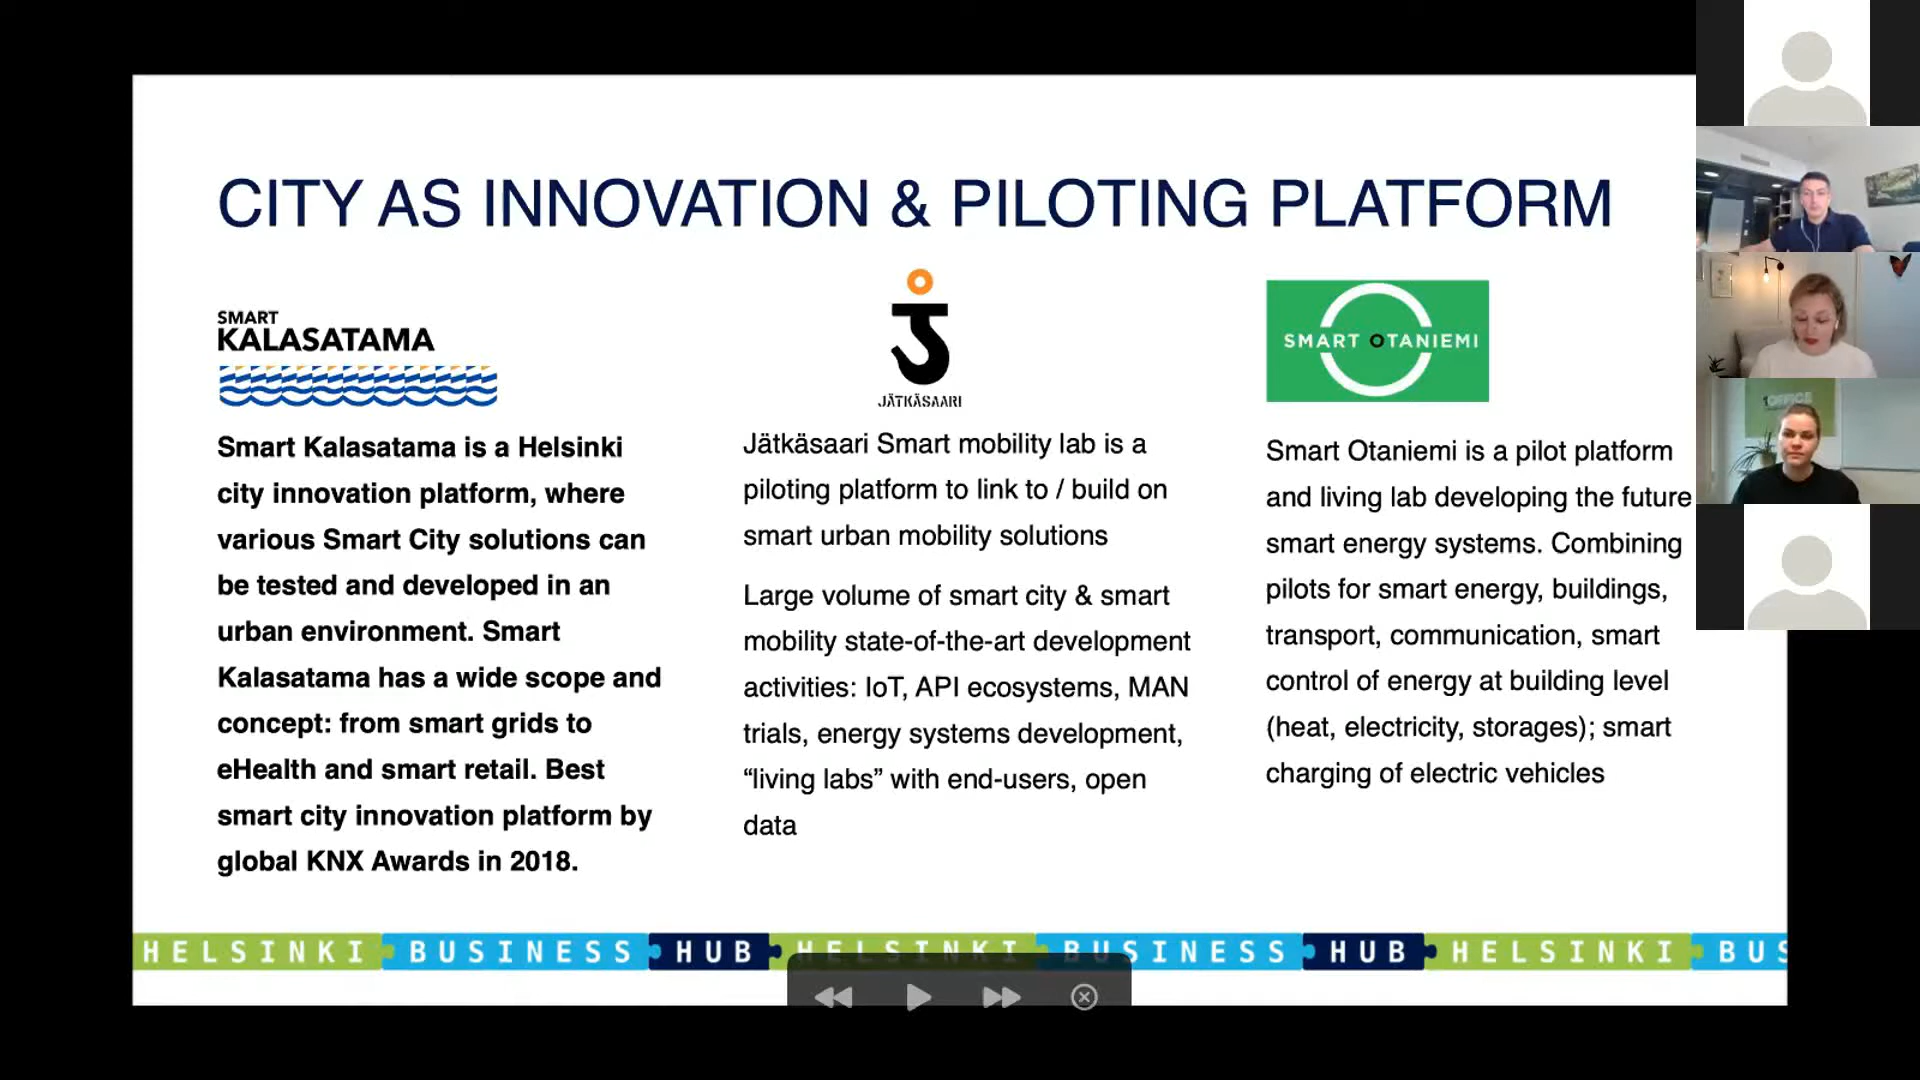 CITY AS INNOVATION & PILOTING PLATFORM
SMART
KALASATAMA
Smart Kalasatama is a Helsinki
city innovation platform, where
various Smart City solutions can
be tested and developed in an
urban environment. Smart
Kalasatama has a wide scope and
concept: from smart grids to
eHealth and smart retail. Best
smart city innovation platform by
global KNX Awards in 2018.
JÄTKÄSAARI
Jätkäsaari Smart mobility lab is a
piloting platform to link to / build on
smart urban mobility solutions
Large volume of smart city & smart
mobility state-of-the-art development
activities: IoT, API ecosystems, MAN
trials, energy systems development,
“living labs” with end-users, open
data
SMART OTANIEMI
Smart Otaniemi is a pilot platform
and living lab developing the future
smart energy systems. Combining
pilots for smart energy, buildings,
transport, communication, smart
control of energy at building level
(heat, electricity, storages); smart
charging of electric vehicles
1OFFICE
HELSINKI BUSINESS HUB HELSINKI BUSINESS HUB HELSINKI BUS